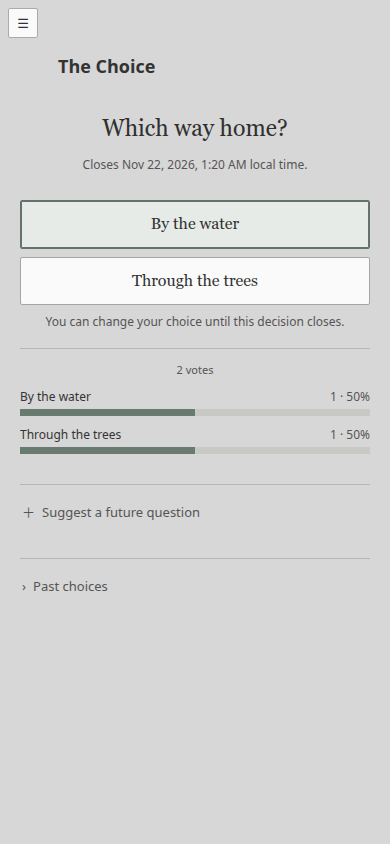 ☰
The Choice
Which way home?
Closes Nov 22, 2026, 1:20 AM local time.
By the water
Through the trees
You can change your choice until this decision closes.
2 votes
By the water 1 · 50%
Through the trees 1 · 50%
+ Suggest a future question
› Past choices